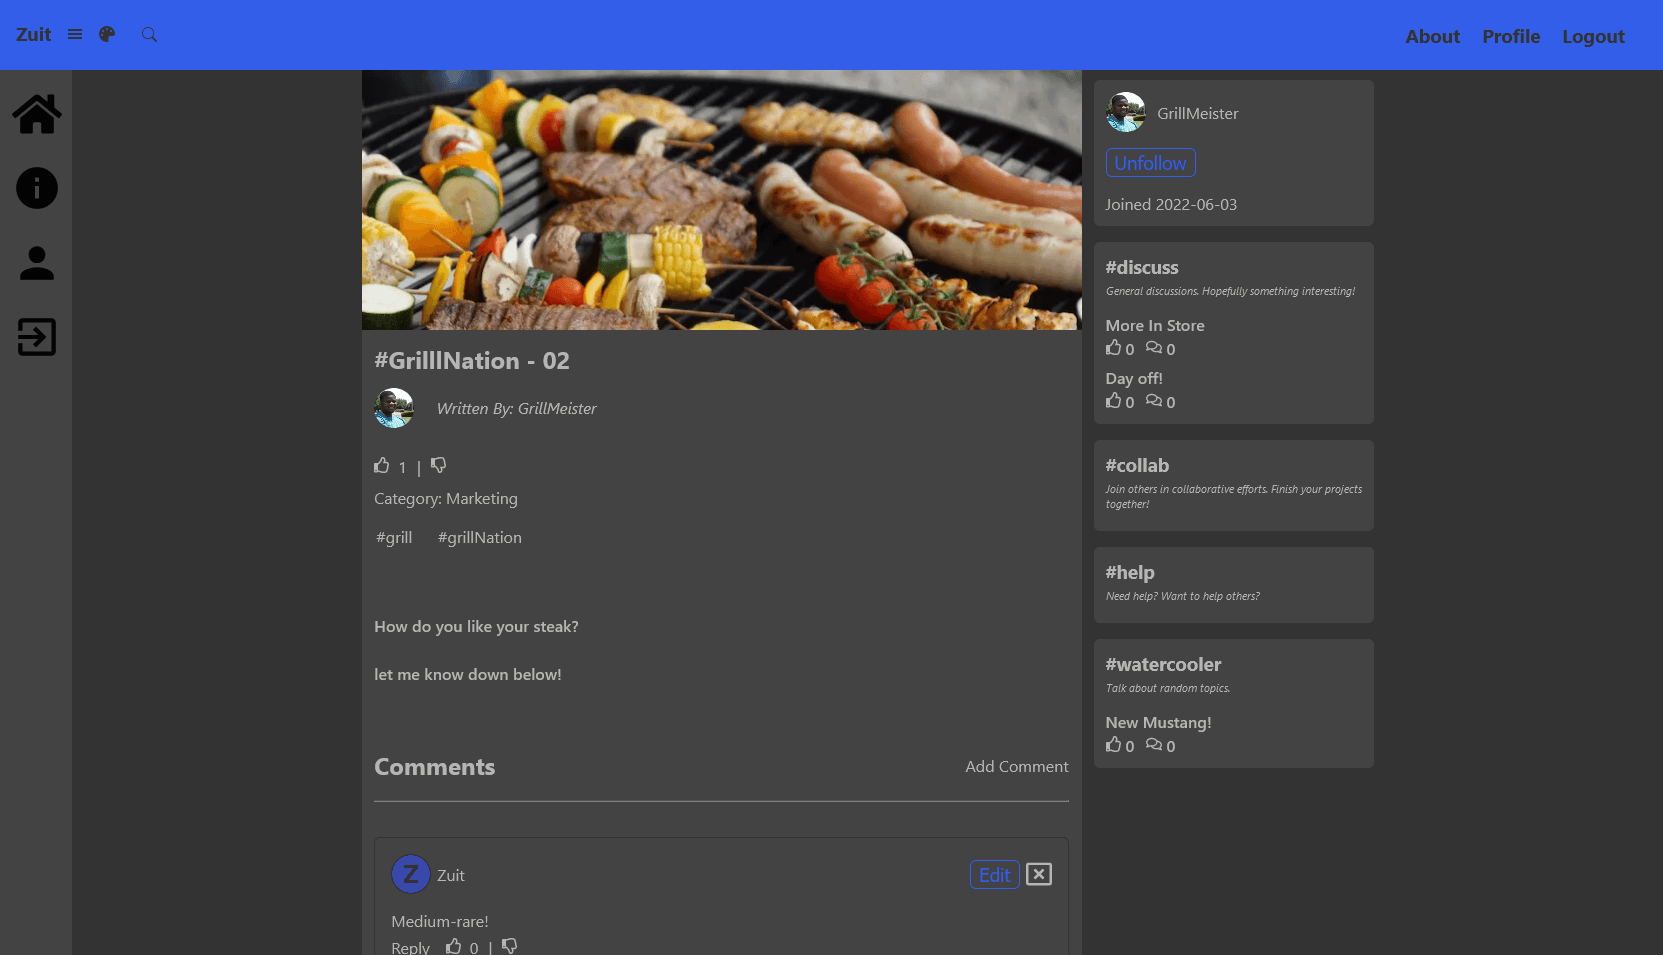 Zuit
About Profile Logout
#GrilllNation - 02
Written By: GrillMeister
1 |
Category: Marketing
#grill #grillNation
How do you like your steak?
let me know down below!
Comments
Add Comment
Z Zuit
Edit
Medium-rare!
Reply 0 |
GrillMeister
Unfollow
Joined 2022-06-03
#discuss
General discussions. Hopefully something interesting!
More In Store
0 0
Day off!
0 0
#collab
Join others in collaborative efforts. Finish your projects
together!
#help
Need help? Want to help others?
#watercooler
Talk about random topics.
New Mustang!
0 0